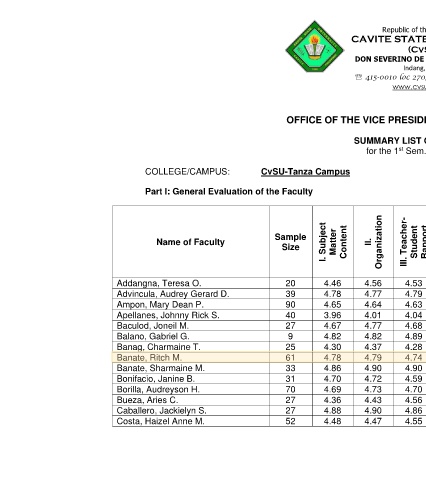 Republic of th
CAVITE STATE
(CvS
DON SEVERINO DE
Indang,
☏ 415-0010 loc 270,
www.cvsu
OFFICE OF THE VICE PRESIDE
SUMMARY LIST O
for the 1st Sem.
COLLEGE/CAMPUS: CvSU-Tanza Campus
Part I: General Evaluation of the Faculty
Name of Faculty Sample Size I. Subject Matter Content II. Organization III. Teacher-Student Rapport
Addangna, Teresa O. 20 4.46 4.56 4.53
Advincula, Audrey Gerard D. 39 4.78 4.77 4.79
Ampon, Mary Dean P. 90 4.65 4.64 4.63
Apellanes, Johnny Rick S. 40 3.96 4.01 4.04
Baculod, Joneil M. 27 4.67 4.77 4.68
Balano, Gabriel G. 9 4.82 4.82 4.89
Banag, Charmaine T. 25 4.30 4.37 4.28
Banate, Ritch M. 61 4.78 4.79 4.74
Banate, Sharmaine M. 33 4.86 4.90 4.90
Bonifacio, Janine B. 31 4.70 4.72 4.59
Borilla, Audreyson H. 70 4.69 4.73 4.70
Bueza, Aries C. 27 4.36 4.43 4.56
Caballero, Jackielyn S. 27 4.88 4.90 4.86
Costa, Haizel Anne M. 52 4.48 4.47 4.55